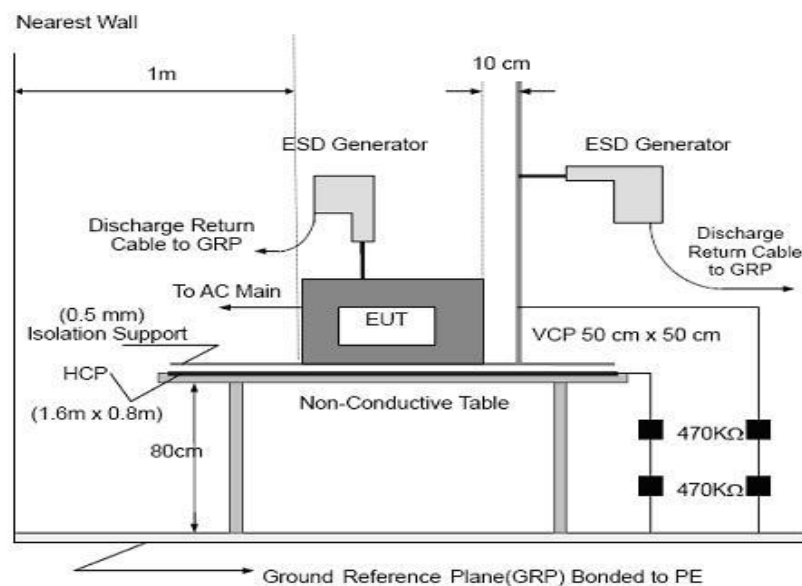 Nearest Wall
1m
10 cm
ESD Generator
ESD Generator
Discharge Return
Cable to GRP
Discharge
Return Cable
to GRP
To AC Main
(0.5 mm)
Isolation Support
EUT
VCP 50 cm x 50 cm
HCP
(1.6m x 0.8m)
Non-Conductive Table
80cm
470KΩ
470KΩ
Ground Reference Plane(GRP) Bonded to PE